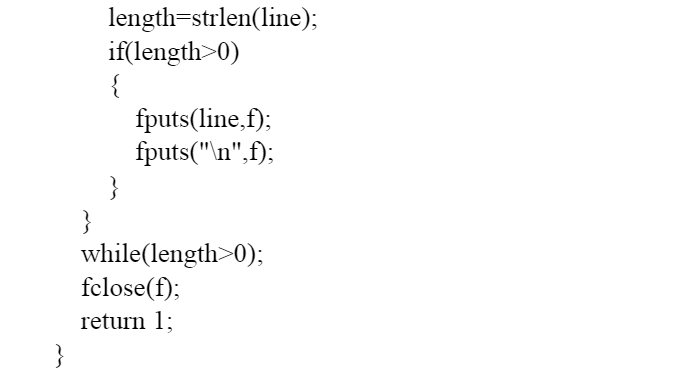 length=strlen(line);
if(length>0)
{
fputs(line,f);
fputs("\n",f);
}
}
while(length>0);
fclose(f);
return 1;
}